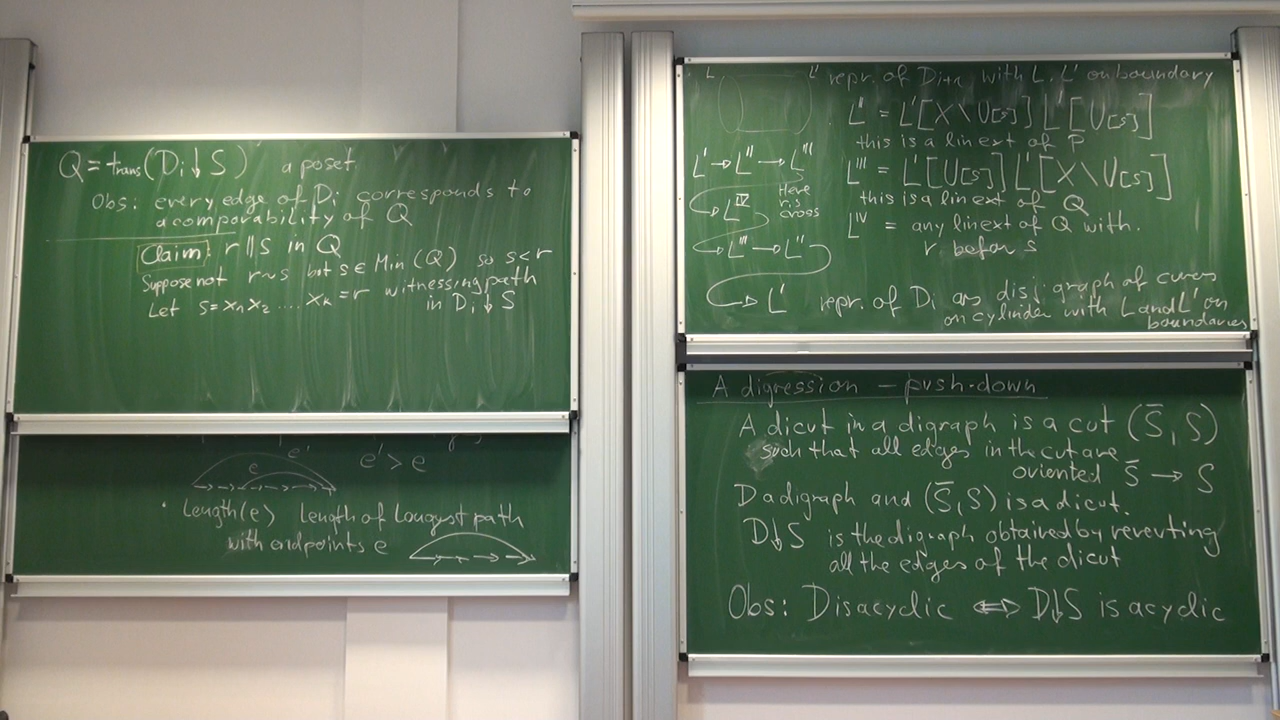 Q = trans(Di↓S) a poset.
Obs: every edge of Di corresponds to
a comparability of Q
Claim: r || s in Q
Suppose not r~s but s ∈ Min(Q) so s<r
Let s=x₁x₂.....xₖ=r witnessing path
in Di↓S
e'
e
e' > e
• Length(e) Length of Longest path
with endpoints e
L L' repr. of Di+1 with L, L' on boundary
L'' = L'[X\U[s]] L'[U[s]]
this is a lin ext of P
L' → L'' → L'''
L''' = L'[U[s]] L'[X\U[s]]
Here
r is
cross
this is a lin ext of Q
→ L^IV
L^IV = any lin ext of Q with.
r before s
→ L''' → L''
→ L'
repr. of Di as disj graph of curves
on cylinder with L and L' on
boundaries
A digression – push-down
A dicut in a digraph is a cut (S̄, S)
such that all edges in the cut are
oriented S̄ → S
D a digraph and (S̄, S) is a dicut.
D↓S is the digraph obtained by reverting
all the edges of the dicut
Obs: D is acyclic ⇔ D↓S is acyclic